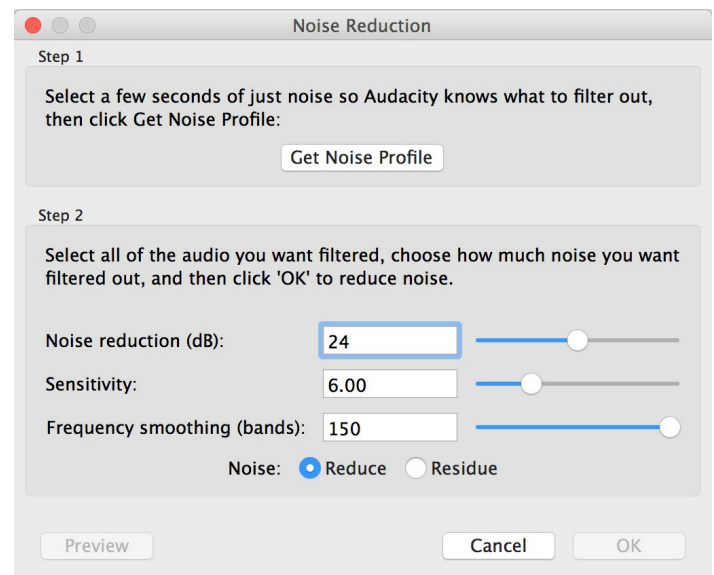 Noise Reduction
Step 1
Select a few seconds of just noise so Audacity knows what to filter out,
then click Get Noise Profile:
Get Noise Profile
Step 2
Select all of the audio you want filtered, choose how much noise you want
filtered out, and then click 'OK' to reduce noise.
Noise reduction (dB): 24
Sensitivity: 6.00
Frequency smoothing (bands): 150
Noise: Reduce Residue
Preview Cancel OK